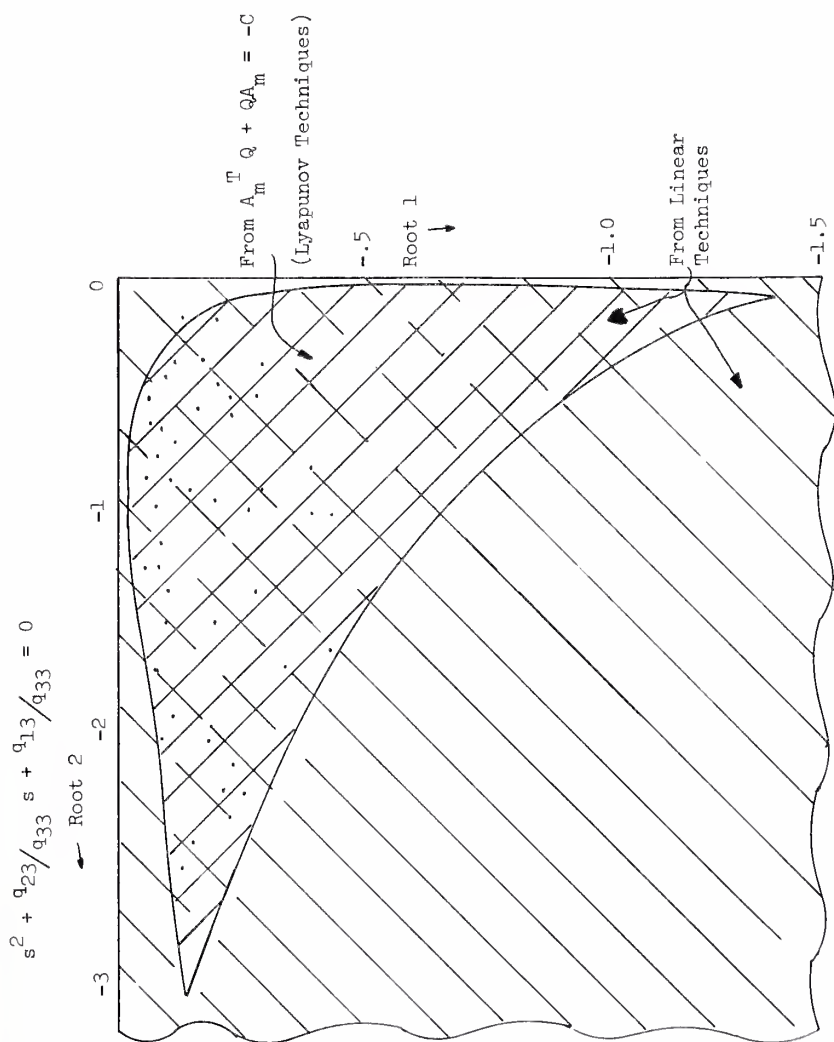 s² + q₂₃/q₃₃ s + q₁₃/q₃₃ = 0
← Root 2
-3
-2
-1
0
From A_m^T Q + QA_m = -C
(Lyapunov Techniques)
-.5
Root 1
→
-1.0
From Linear
Techniques
-1.5